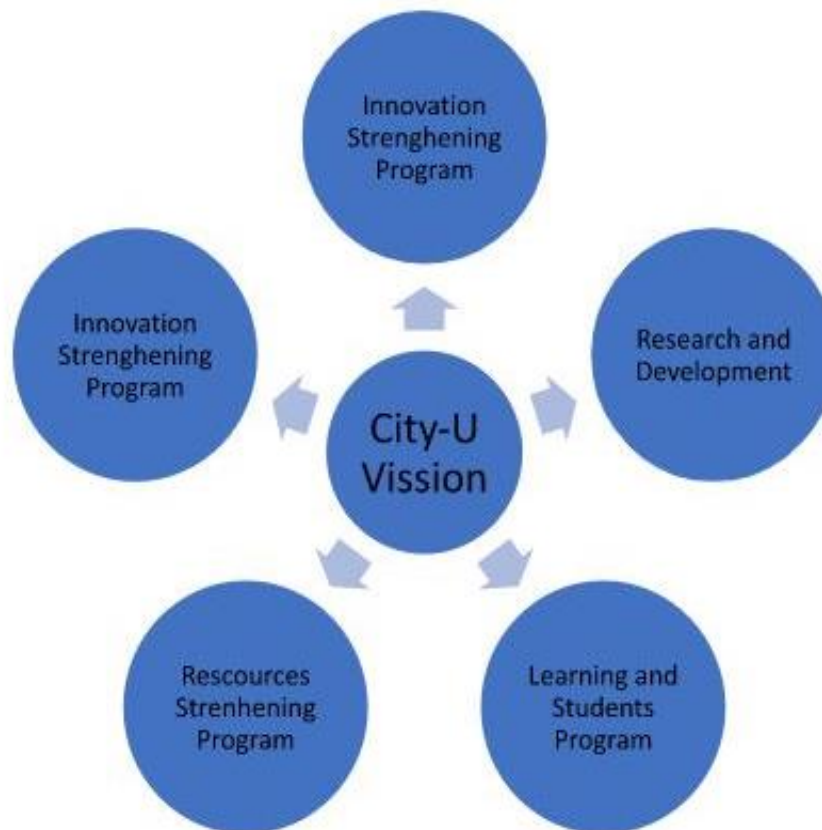 Innovation
Strenghening
Program
Innovation
Strenghening
Program
Research and
Development
City-U
Vission
Rescources
Strenhening
Program
Learning and
Students
Program